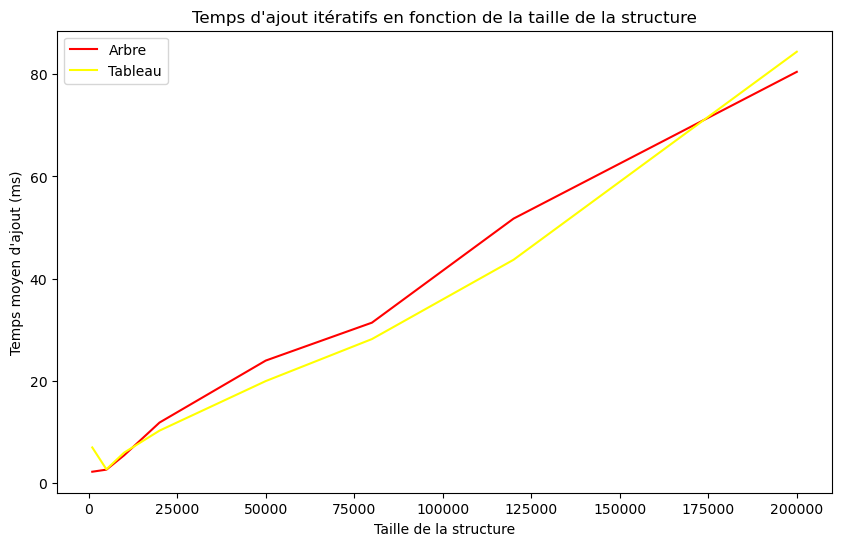 Temps d'ajout itératifs en fonction de la taille de la structure
Arbre
Tableau
Temps moyen d'ajout (ms)
80
60
40
20
0
0 25000 50000 75000 100000 125000 150000 175000 200000
Taille de la structure